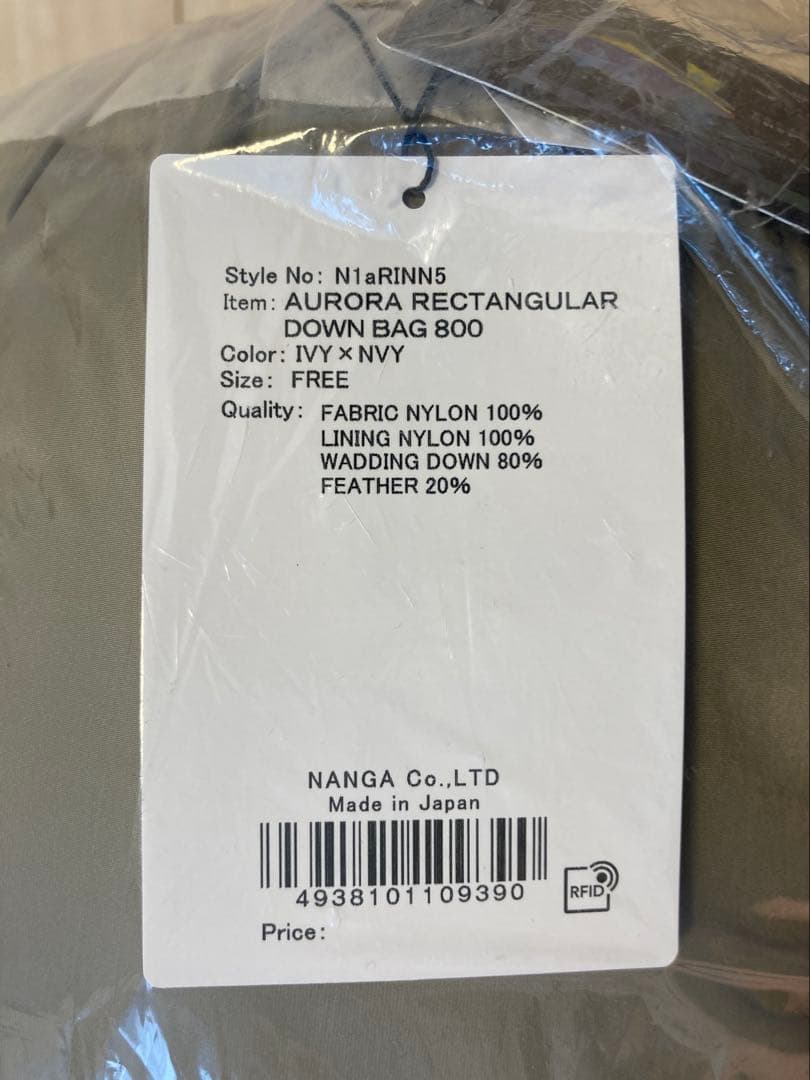 Style No: N1aRINN5
Item: AURORA RECTANGULAR
DOWN BAG 800
Color: IVY×NVY
Size: FREE
Quality: FABRIC NYLON 100%
LINING NYLON 100%
WADDING DOWN 80%
FEATHER 20%
NANGA Co.,LTD
Made in Japan
4938101109390
RFID
Price: